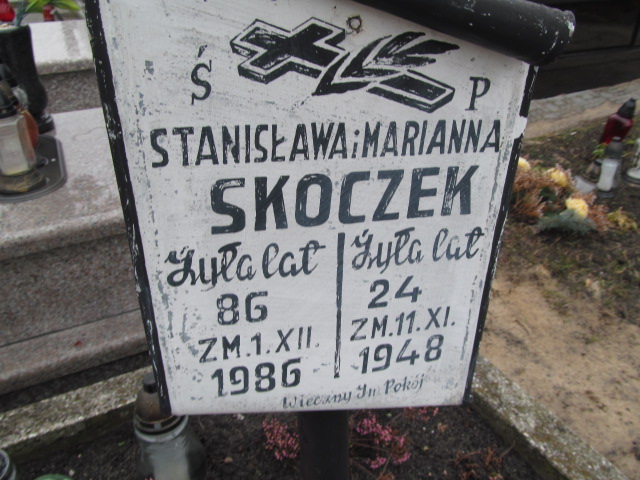 Ś P
STANISŁAWA i MARIANNA
SKOCZEK
Żyła lat Żyła lat
86 24
ZM. 1. XII. ZM. 11. XI.
1986 1948
Wieczny Im Pokój